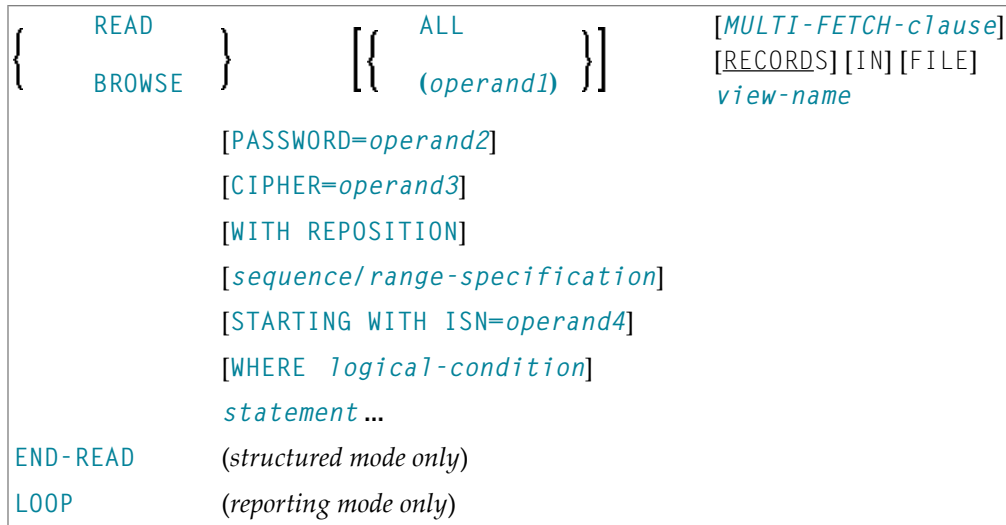 READ ALL [MULTI-FETCH-clause]
{ } [{ }] [RECORDS] [IN] [FILE]
BROWSE (operand1) view-name
[PASSWORD=operand2]
[CIPHER=operand3]
[WITH REPOSITION]
[sequence/range-specification]
[STARTING WITH ISN=operand4]
[WHERE logical-condition]
statement ...
END-READ (structured mode only)
LOOP (reporting mode only)